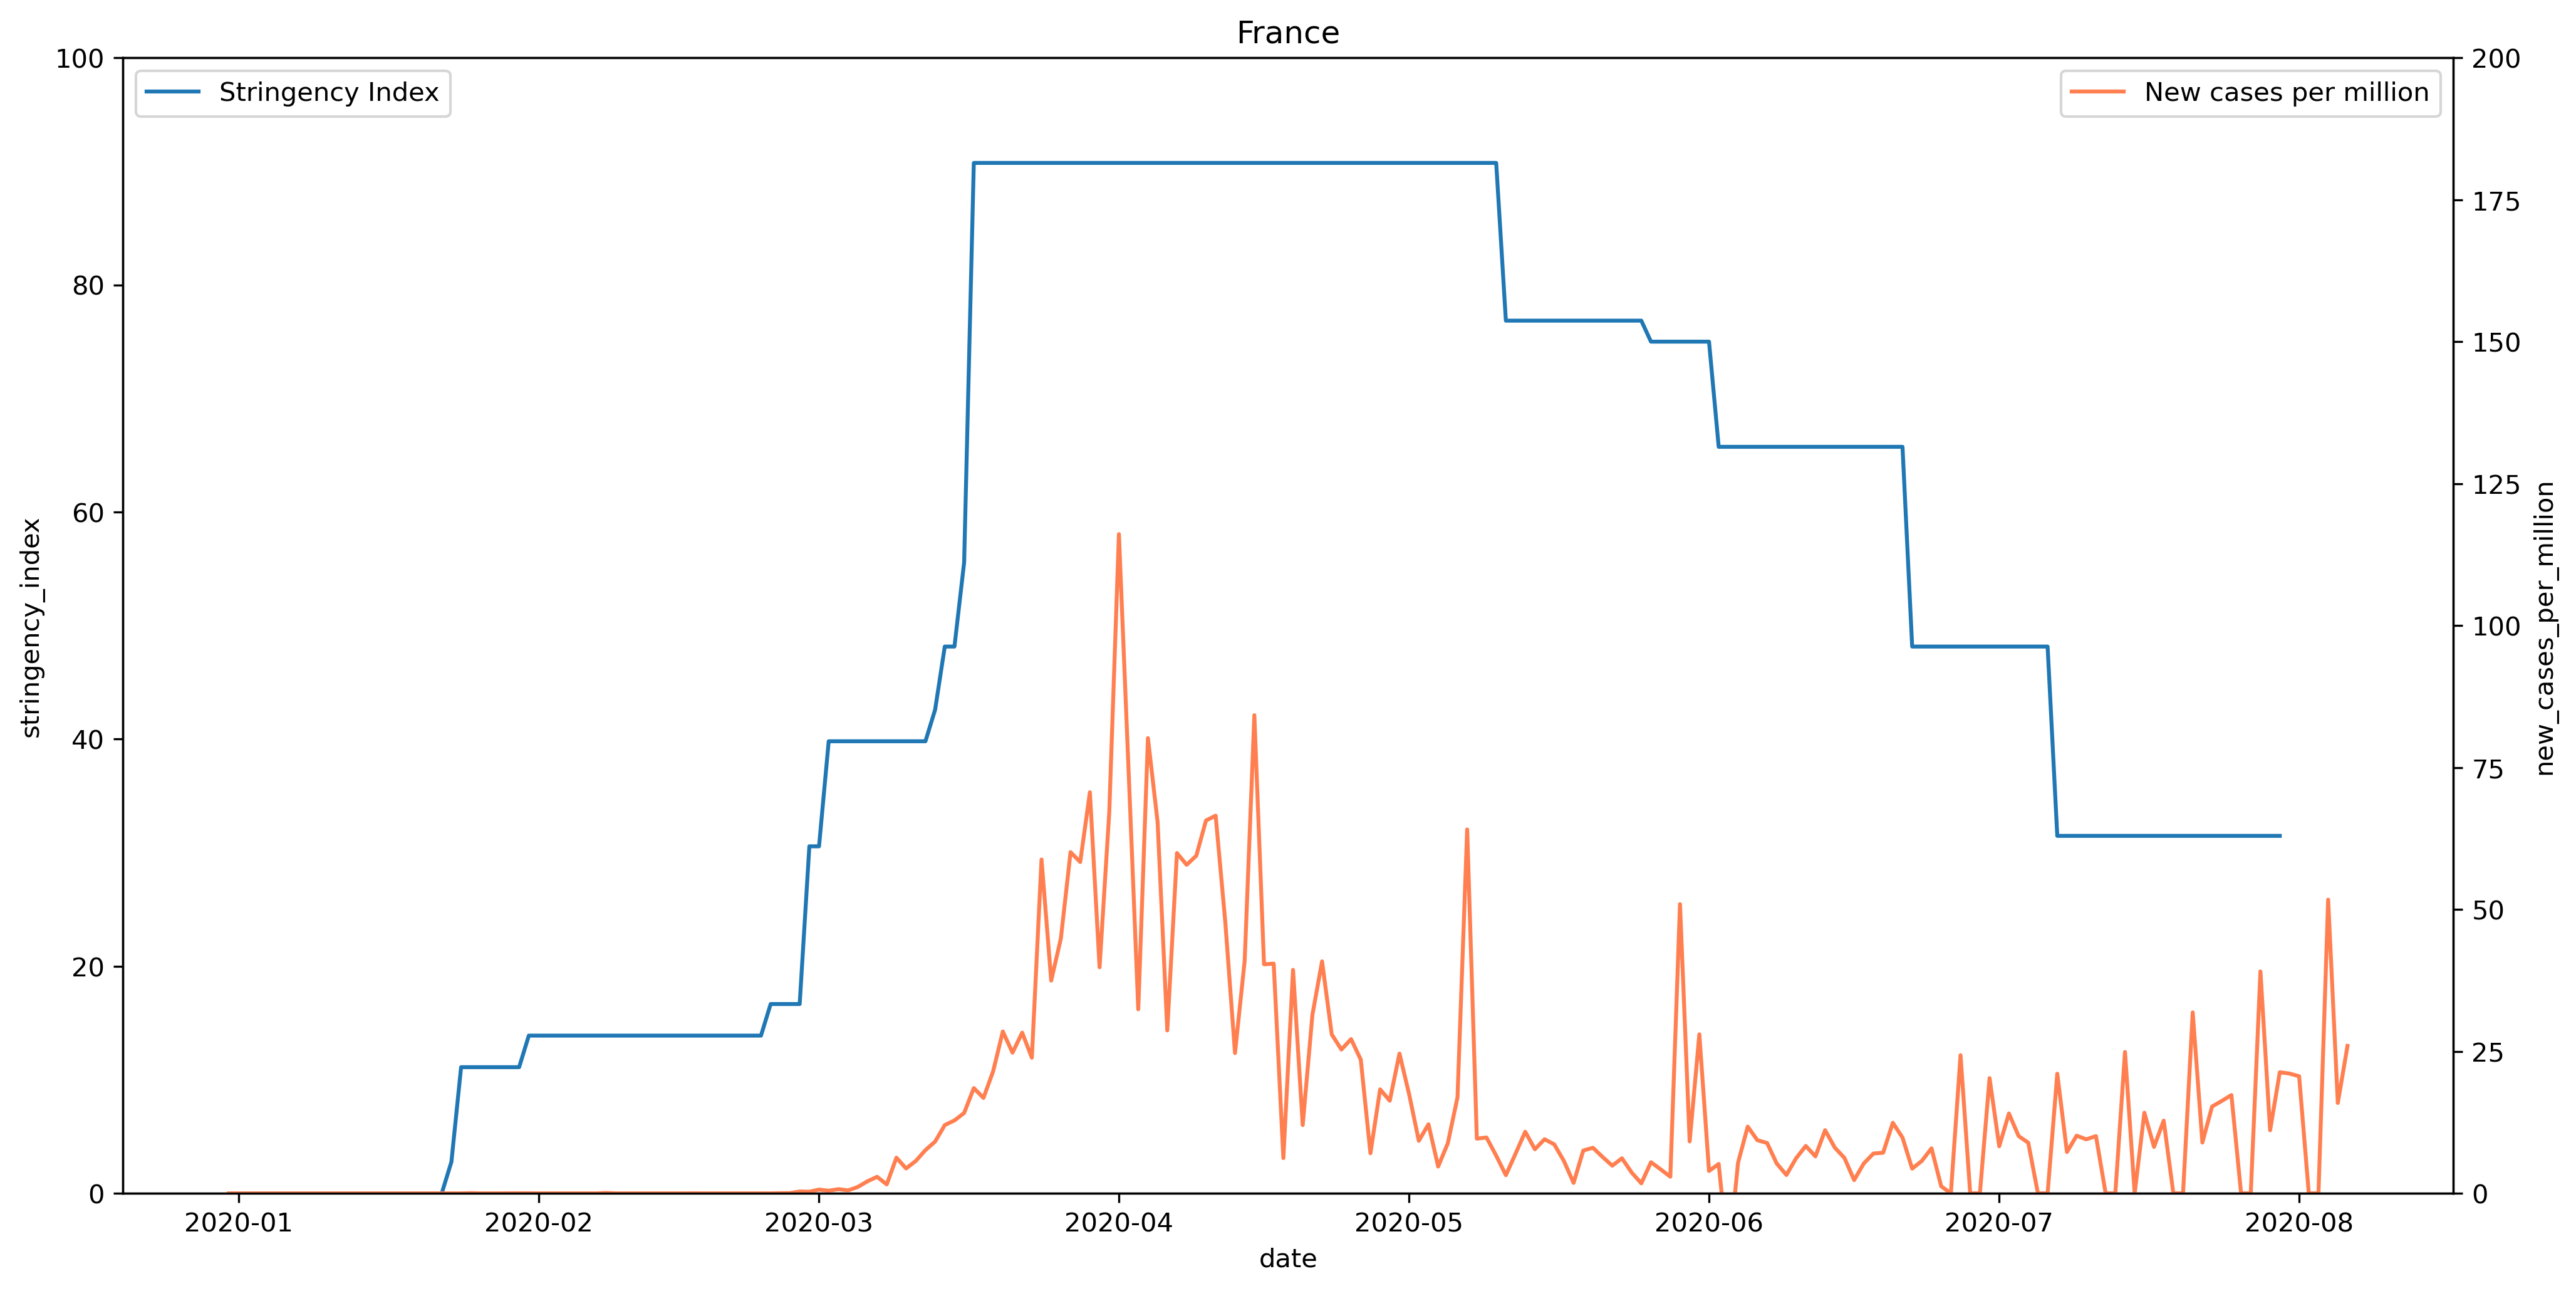 France
Stringency Index
New cases per million
100
80
60
40
20
0
stringency_index
200
175
150
125
100
75
50
25
0
new_cases_per_million
2020-01 2020-02 2020-03 2020-04 2020-05 2020-06 2020-07 2020-08
date